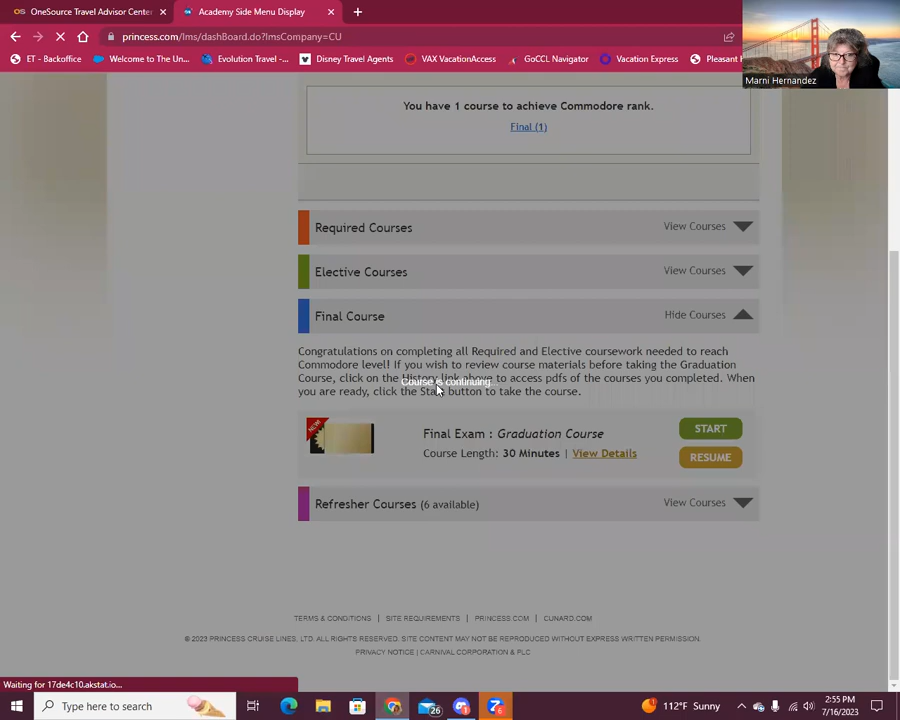 OneSource Travel Advisor Center
Academy Side Menu Display
princess.com/lms/dashBoard.do?lmsCompany=CU
ET - Backoffice
Welcome to The Un...
Evolution Travel -...
Disney Travel Agents
VAX VacationAccess
GoCCL Navigator
Vacation Express
Pleasant
Marni Hernandez
You have 1 course to achieve Commodore rank.
Final (1)
Required Courses
View Courses
Elective Courses
View Courses
Final Course
Hide Courses
Congratulations on completing all Required and Elective coursework needed to reach
Commodore level! If you wish to review course materials before taking the Graduation
Course, click on the History link above to access pdfs of the courses you completed. When
Course is continuing...
you are ready, click the Start button to take the course.
NEW
Final Exam : Graduation Course
START
Course Length: 30 Minutes | View Details
RESUME
Refresher Courses (6 available)
View Courses
TERMS & CONDITIONS | SITE REQUIREMENTS | PRINCESS.COM | CUNARD.COM
© 2023 PRINCESS CRUISE LINES, LTD. ALL RIGHTS RESERVED. SITE CONTENT MAY NOT BE REPRODUCED WITHOUT EXPRESS WRITTEN PERMISSION.
PRIVACY NOTICE | CARNIVAL CORPORATION & PLC
Waiting for 17de4c10.akstat.io...
Type here to search
26
112°F Sunny
2:55 PM
7/16/2023